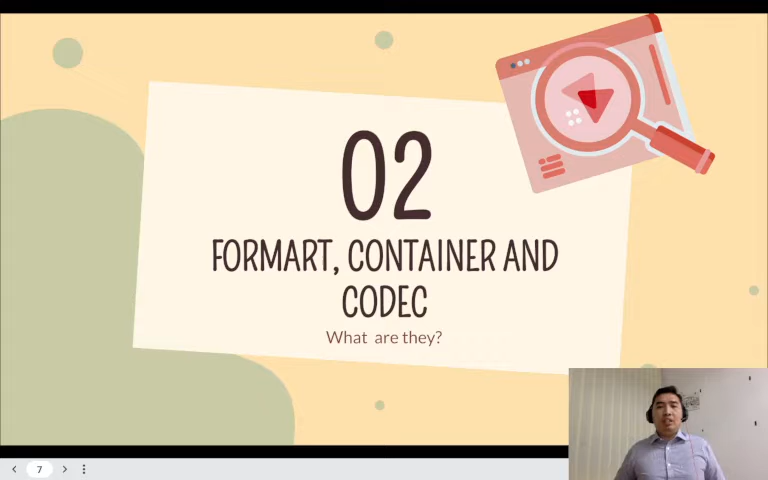 02
FORMART, CONTAINER AND
CODEC
What are they?
7